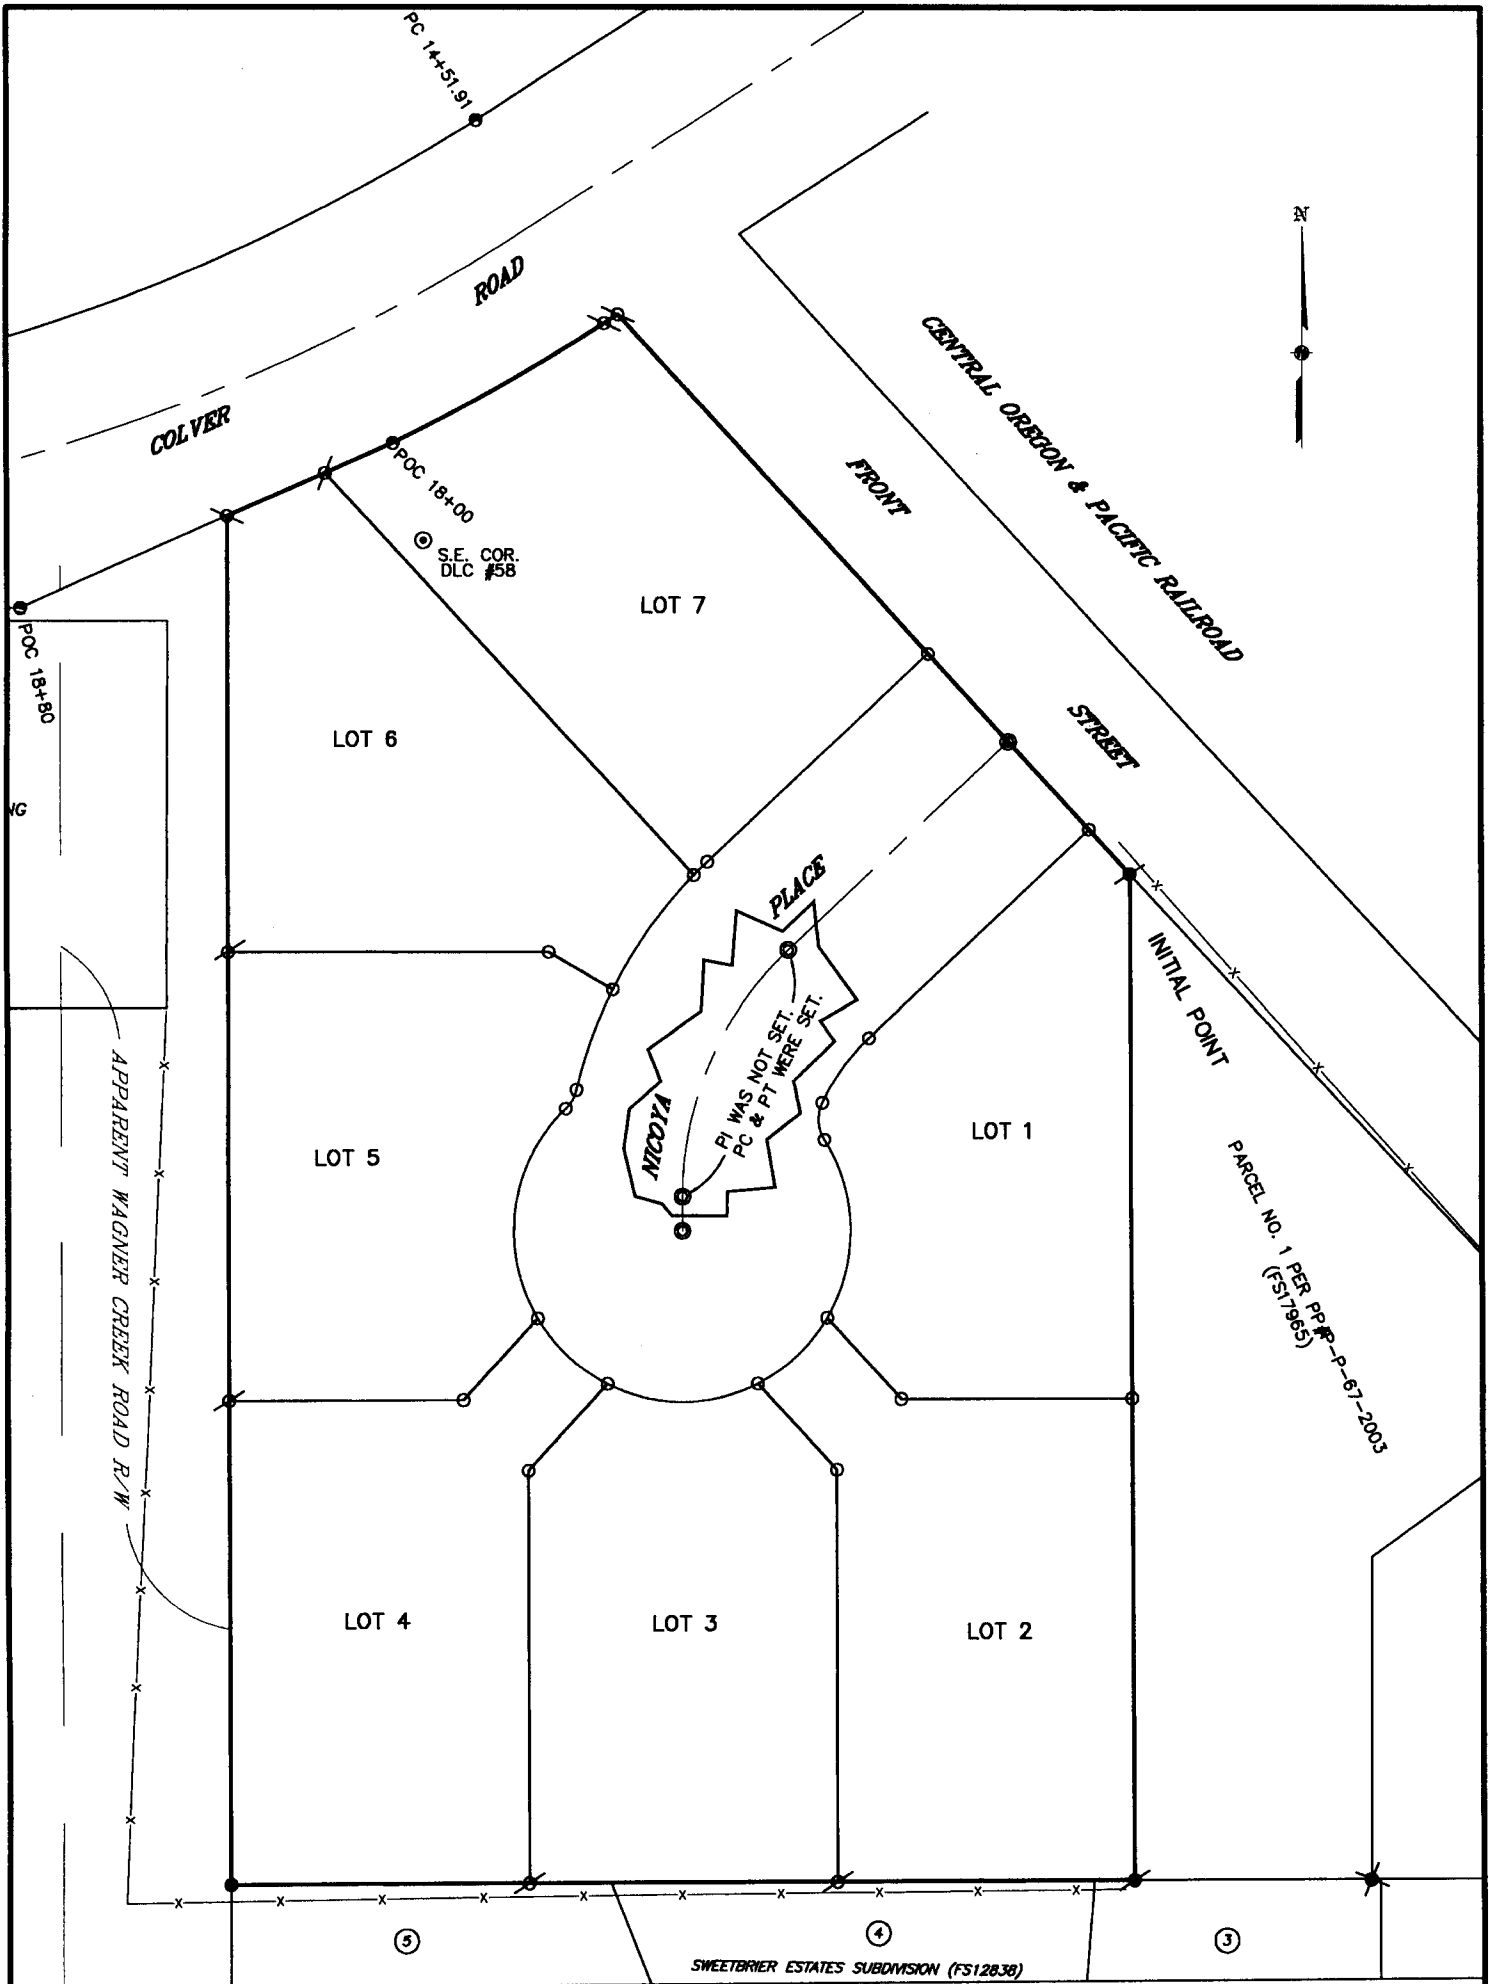 PC 14+51.91
N
ROAD
COLVER
CENTRAL OREGON & PACIFIC RAILROAD
FRONT
STREET
POC 18+00
S.E. COR.
DLC #58
LOT 7
POC 18+80
LOT 6
NG
PLACE
INITIAL POINT
PI WAS NOT SET.
PC & PT WERE SET.
NICOYA
LOT 1
LOT 5
APPARENT WAGNER CREEK ROAD R/W
PARCEL NO. 1 PER PP#P-P-67-2003
(FS17965)
LOT 4
LOT 3
LOT 2
5
4
3
SWEETBRIER ESTATES SUBDIVISION (FS12838)